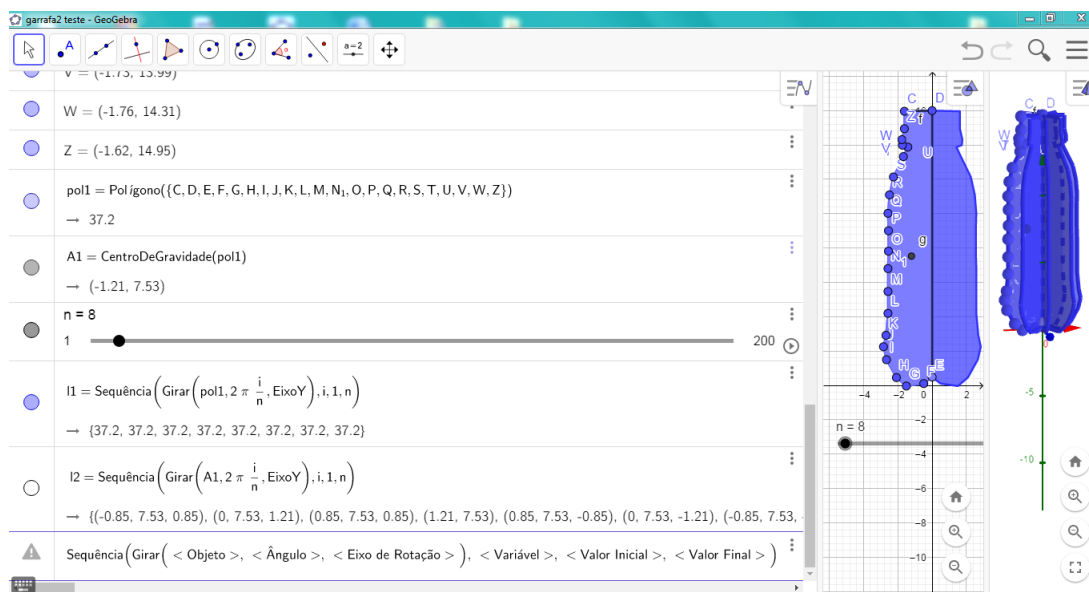 garrafa2 teste - GeoGebra
a=2
V = (-1.73, 13.99)
W = (-1.76, 14.31)
Z = (-1.62, 14.95)
pol1 = Polígono({C, D, E, F, G, H, I, J, K, L, M, N₁, O, P, Q, R, S, T, U, V, W, Z})
→ 37.2
A1 = CentroDeGravidade(pol1)
→ (-1.21, 7.53)
n = 8
1 200
l1 = Sequência(Girar(pol1, 2 π i/n, EixoY), i, 1, n)
→ {37.2, 37.2, 37.2, 37.2, 37.2, 37.2, 37.2, 37.2}
l2 = Sequência(Girar(A1, 2 π i/n, EixoY), i, 1, n)
→ {(-0.85, 7.53, 0.85), (0, 7.53, 1.21), (0.85, 7.53, 0.85), (1.21, 7.53), (0.85, 7.53, -0.85), (0, 7.53, -1.21), (-0.85, 7.53,
Sequência(Girar( < Objeto >, < Ângulo >, < Eixo de Rotação > ), < Variável >, < Valor Inicial >, < Valor Final > )
C D
Z f
W
V
U
S
R
Q
P
O g
N₁
M
L
K
I
H G F E
-4 -2 0 2
-2
n = 8
-4
-6
-8
-10
C D
W
V
0
-5
-10